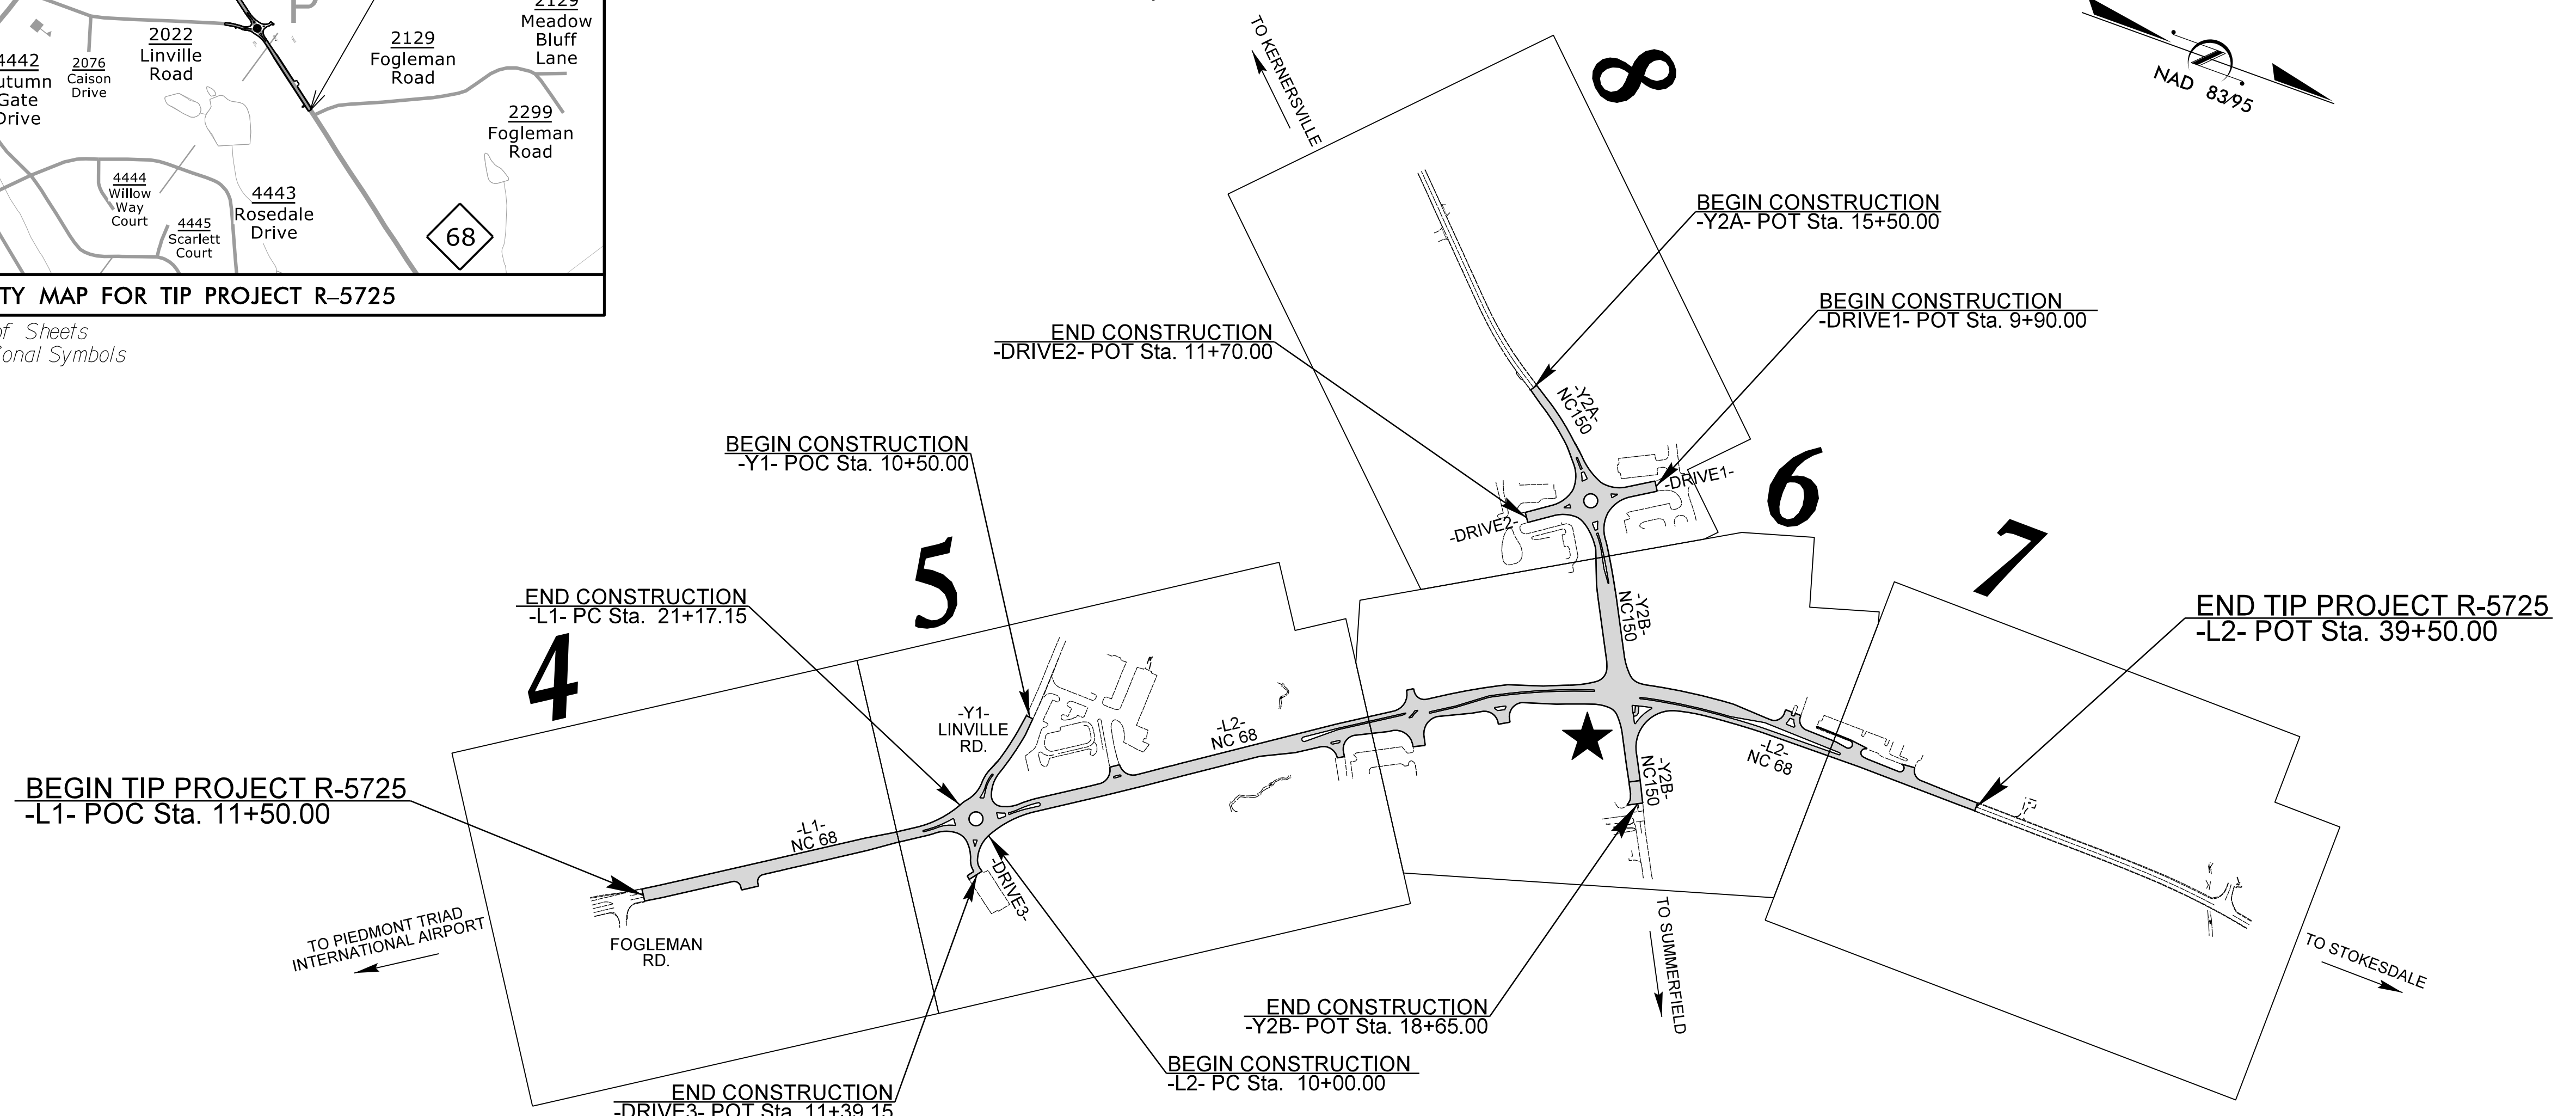 2022
Linville
Road
2076
Caison
Drive
4442
Gate
2129
Fogleman
Road
2129
Meadow
Bluff
Lane
2299
Fogleman
Road
4444
Willow
Way
Court
4445
Scarlett
Court
4443
Rosedale
Drive
68
MAP FOR TIP PROJECT R–5725
of Sheets
Symbols
TO KERNERSVILLE
8
NAD 83/95
BEGIN CONSTRUCTION
-Y2A- POT Sta. 15+50.00
BEGIN CONSTRUCTION
-DRIVE1- POT Sta. 9+90.00
END CONSTRUCTION
-DRIVE2- POT Sta. 11+70.00
-Y2A-
NC150
-DRIVE1-
-DRIVE2-
6
BEGIN CONSTRUCTION
-Y1- POC Sta. 10+50.00
5
7
END CONSTRUCTION
-L1- PC Sta. 21+17.15
4
-Y2B-
NC150
END TIP PROJECT R-5725
-L2- POT Sta. 39+50.00
-Y1-
LINVILLE
RD.
-L2-
NC 68
-L2-
NC 68
BEGIN TIP PROJECT R-5725
-L1- POC Sta. 11+50.00
-L1-
NC 68
-Y2B-
NC150
-DRIVE3-
FOGLEMAN
RD.
TO PIEDMONT TRIAD
INTERNATIONAL AIRPORT
TO SUMMERFIELD
TO STOKESDALE
END CONSTRUCTION
-Y2B- POT Sta. 18+65.00
BEGIN CONSTRUCTION
-L2- PC Sta. 10+00.00
END CONSTRUCTION
-DRIVE3- POT Sta. 11+39.15